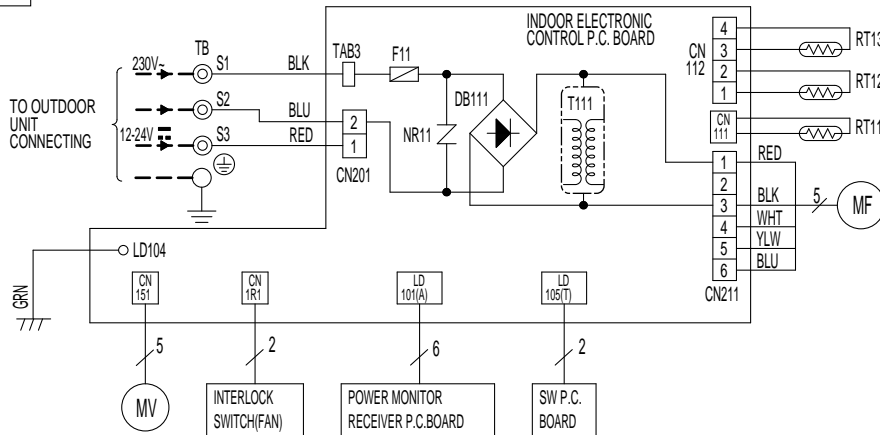 INDOOR ELECTRONIC
CONTROL P.C. BOARD
TB
230V~
S1
BLK
TAB3
F11
TO OUTDOOR
UNIT
CONNECTING
S2
BLU
12-24V
S3
RED
2
1
CN201
NR11
DB111
T111
CN
112
4
3
2
1
RT13
RT12
CN
111
RT11
1
2
3
4
5
6
RED
BLK
WHT
YLW
BLU
CN211
5
MF
LD104
GRN
CN
151
5
MV
CN
1R1
2
INTERLOCK
SWITCH(FAN)
LD
101(A)
6
POWER MONITOR
RECEIVER P.C.BOARD
LD
105(T)
2
SW P.C.
BOARD